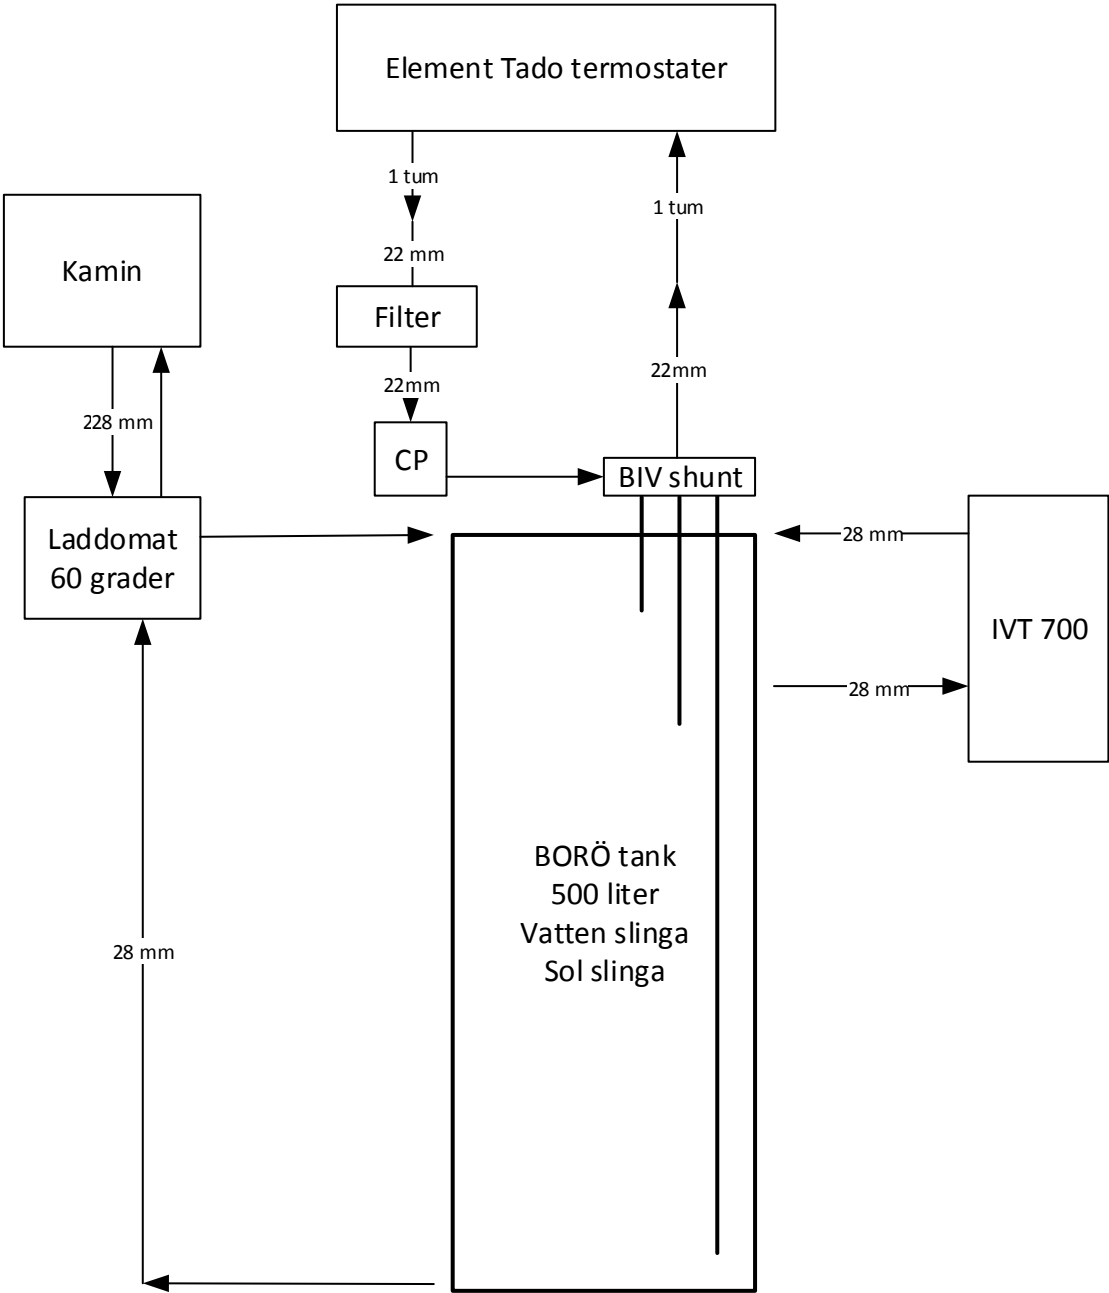 Element Tado termostater
1 tum
1 tum
22 mm
Kamin
Filter
22mm
22mm
228 mm
CP
BIV shunt
Laddomat
60 grader
28 mm
IVT 700
28 mm
BORÖ tank
500 liter
Vatten slinga
Sol slinga
28 mm